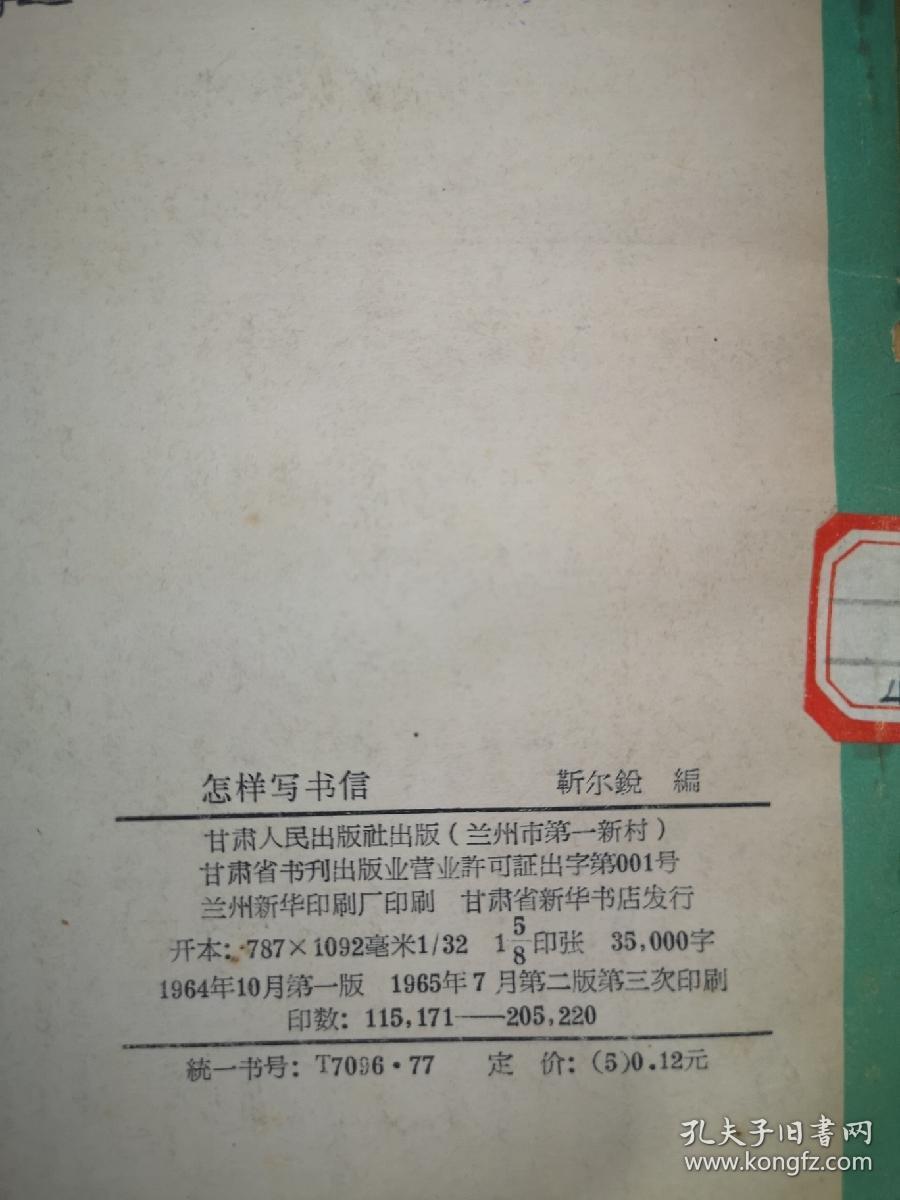 怎样写书信 靳尔銳 編
甘肃人民出版社出版(兰州市第一新村)
甘肃省书刊出版业营业許可証出字第001号
兰州新华印刷厂印刷 甘肃省新华书店发行
开本:787×1092毫米1/32 1 5/8印张 35,000字
1964年10月第一版 1965年7月第二版第三次印刷
印数:115,171——205,220
統一书号:T7096·77 定 价:(5)0.12元
孔夫子旧書网
www.kongfz.com